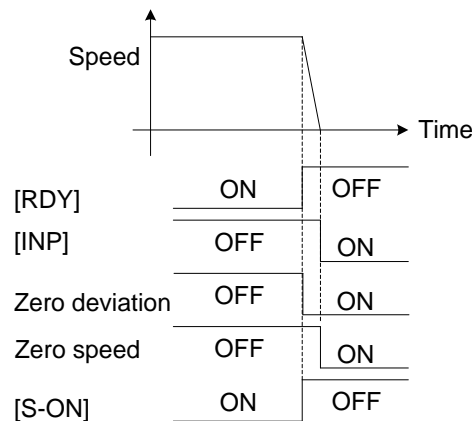 Speed
Time
[RDY] ON OFF
[INP] OFF ON
Zero deviation OFF ON
Zero speed OFF ON
[S-ON] ON OFF